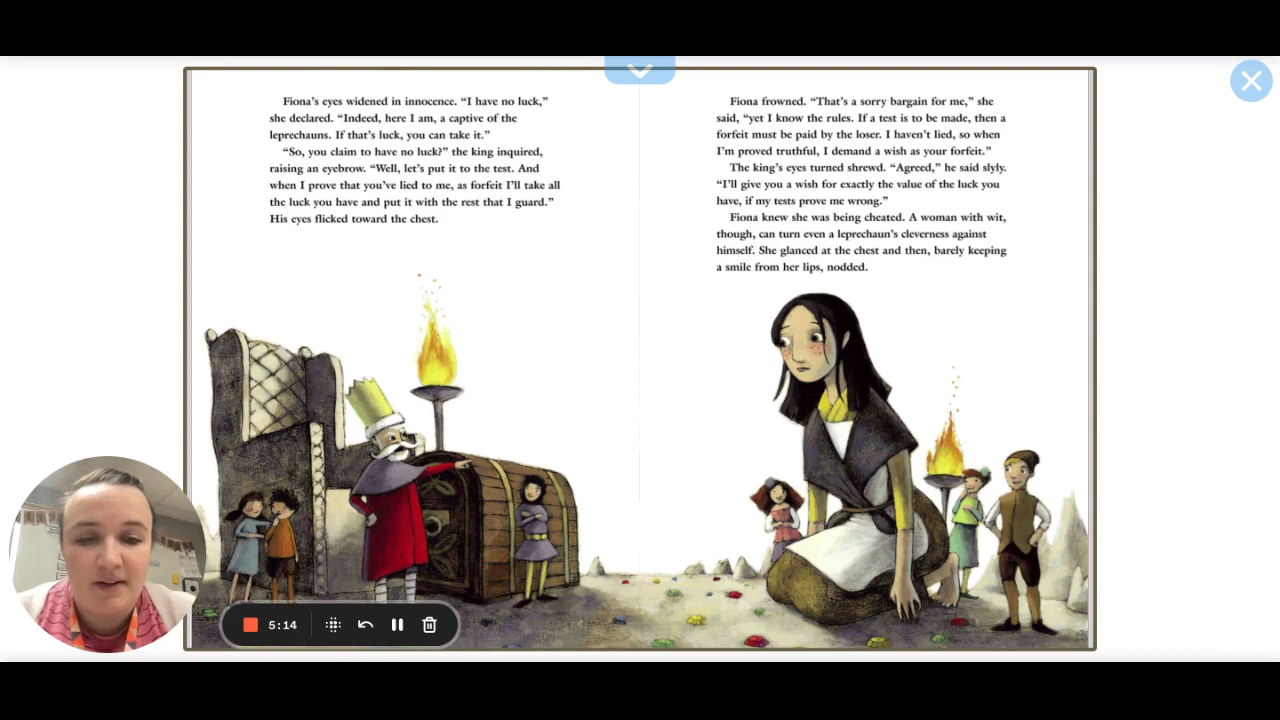 Fiona's eyes widened in innocence. “I have no luck,”
she declared. “Indeed, here I am, a captive of the
leprechauns. If that's luck, you can take it.”
“So, you claim to have no luck?” the king inquired,
raising an eyebrow. “Well, let's put it to the test. And
when I prove that you've lied to me, as forfeit I'll take all
the luck you have and put it with the rest that I guard.”
His eyes flicked toward the chest.
Fiona frowned. “That's a sorry bargain for me,” she
said, “yet I know the rules. If a test is to be made, then a
forfeit must be paid by the loser. I haven't lied, so when
I'm proved truthful, I demand a wish as your forfeit.”
The king's eyes turned shrewd. “Agreed,” he said slyly.
“I'll give you a wish for exactly the value of the luck you
have, if my tests prove me wrong.”
Fiona knew she was being cheated. A woman with wit,
though, can turn even a leprechaun's cleverness against
himself. She glanced at the chest and then, barely keeping
a smile from her lips, nodded.
5:14